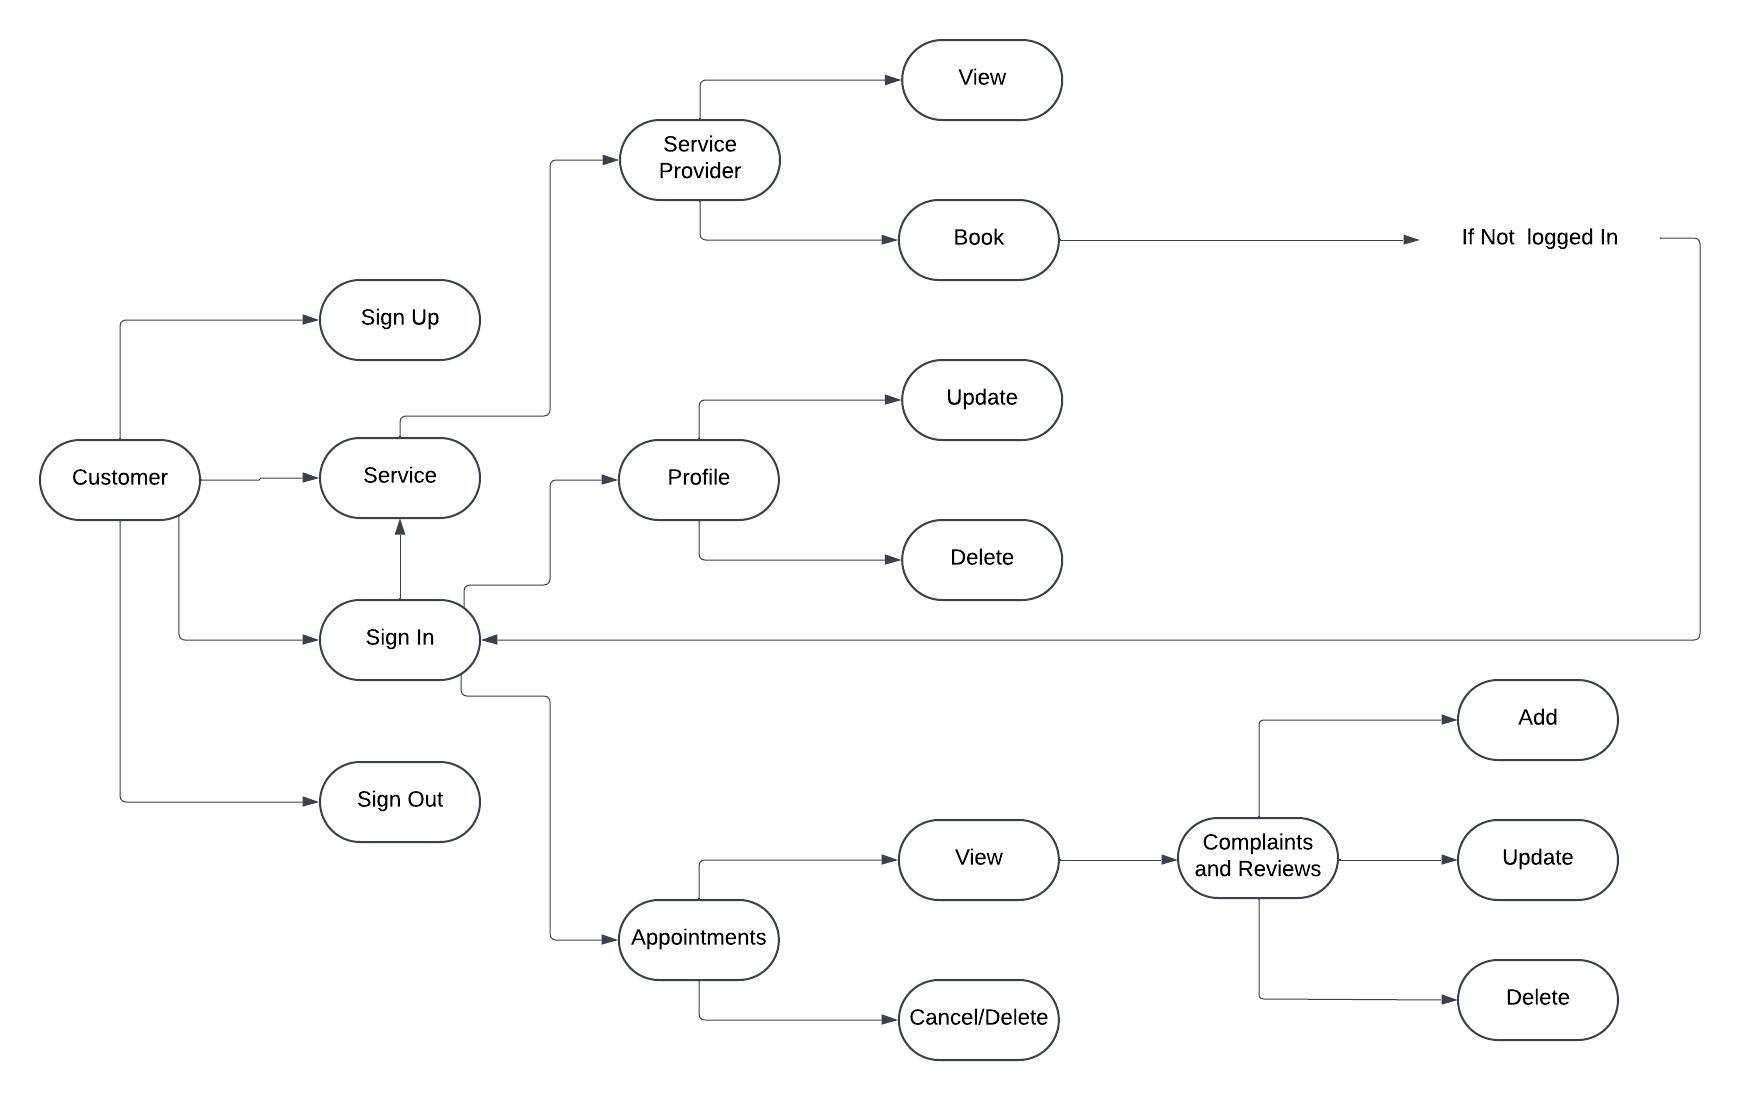 View
Service
Provider
Book
If Not  logged In
Sign Up
Update
Customer
Service
Profile
Delete
Sign In
Add
Sign Out
View
Complaints
and Reviews
Update
Appointments
Delete
Cancel/Delete